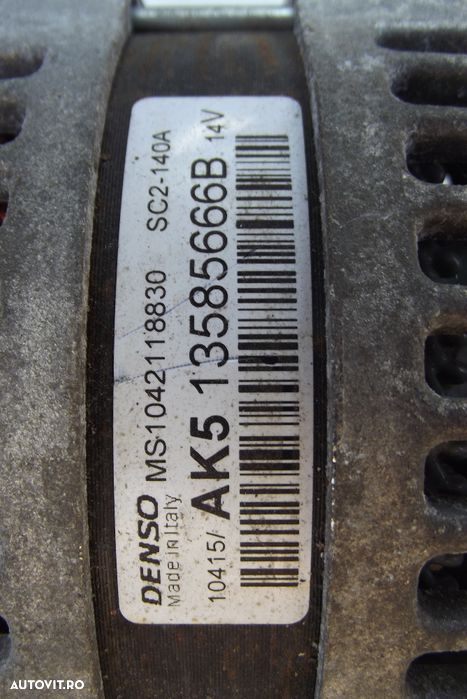 DENSO MS1042118830 SC2-140A
Made in Italy
10415/ AK5 13585666B 14V
AUTOVIT.RO